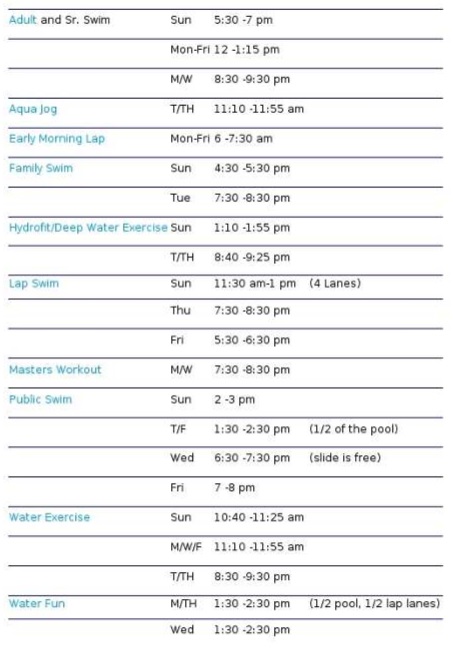 Adult and Sr. Swim Sun 5:30 -7 pm
Mon-Fri 12 -1:15 pm
M/W 8:30 -9:30 pm
Aqua Jog T/TH 11:10 -11:55 am
Early Morning Lap Mon-Fri 6 -7:30 am
Family Swim Sun 4:30 -5:30 pm
Tue 7:30 -8:30 pm
Hydrofit/Deep Water Exercise Sun 1:10 -1:55 pm
T/TH 8:40 -9:25 pm
Lap Swim Sun 11:30 am-1 pm (4 Lanes)
Thu 7:30 -8:30 pm
Fri 5:30 -6:30 pm
Masters Workout M/W 7:30 -8:30 pm
Public Swim Sun 2 -3 pm
T/F 1:30 -2:30 pm (1/2 of the pool)
Wed 6:30 -7:30 pm (slide is free)
Fri 7 -8 pm
Water Exercise Sun 10:40 -11:25 am
M/W/F 11:10 -11:55 am
T/TH 8:30 -9:30 pm
Water Fun M/TH 1:30 -2:30 pm (1/2 pool, 1/2 lap lanes)
Wed 1:30 -2:30 pm